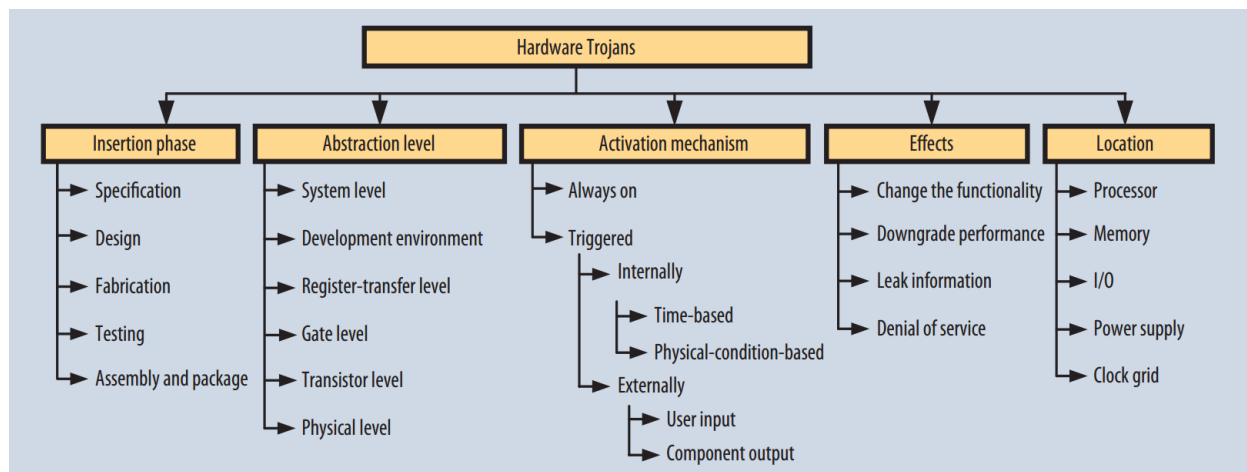 Hardware Trojans
Insertion phase
Specification
Design
Fabrication
Testing
Assembly and package
Abstraction level
System level
Development environment
Register-transfer level
Gate level
Transistor level
Physical level
Activation mechanism
Always on
Triggered
Internally
Time-based
Physical-condition-based
Externally
User input
Component output
Effects
Change the functionality
Downgrade performance
Leak information
Denial of service
Location
Processor
Memory
I/O
Power supply
Clock grid